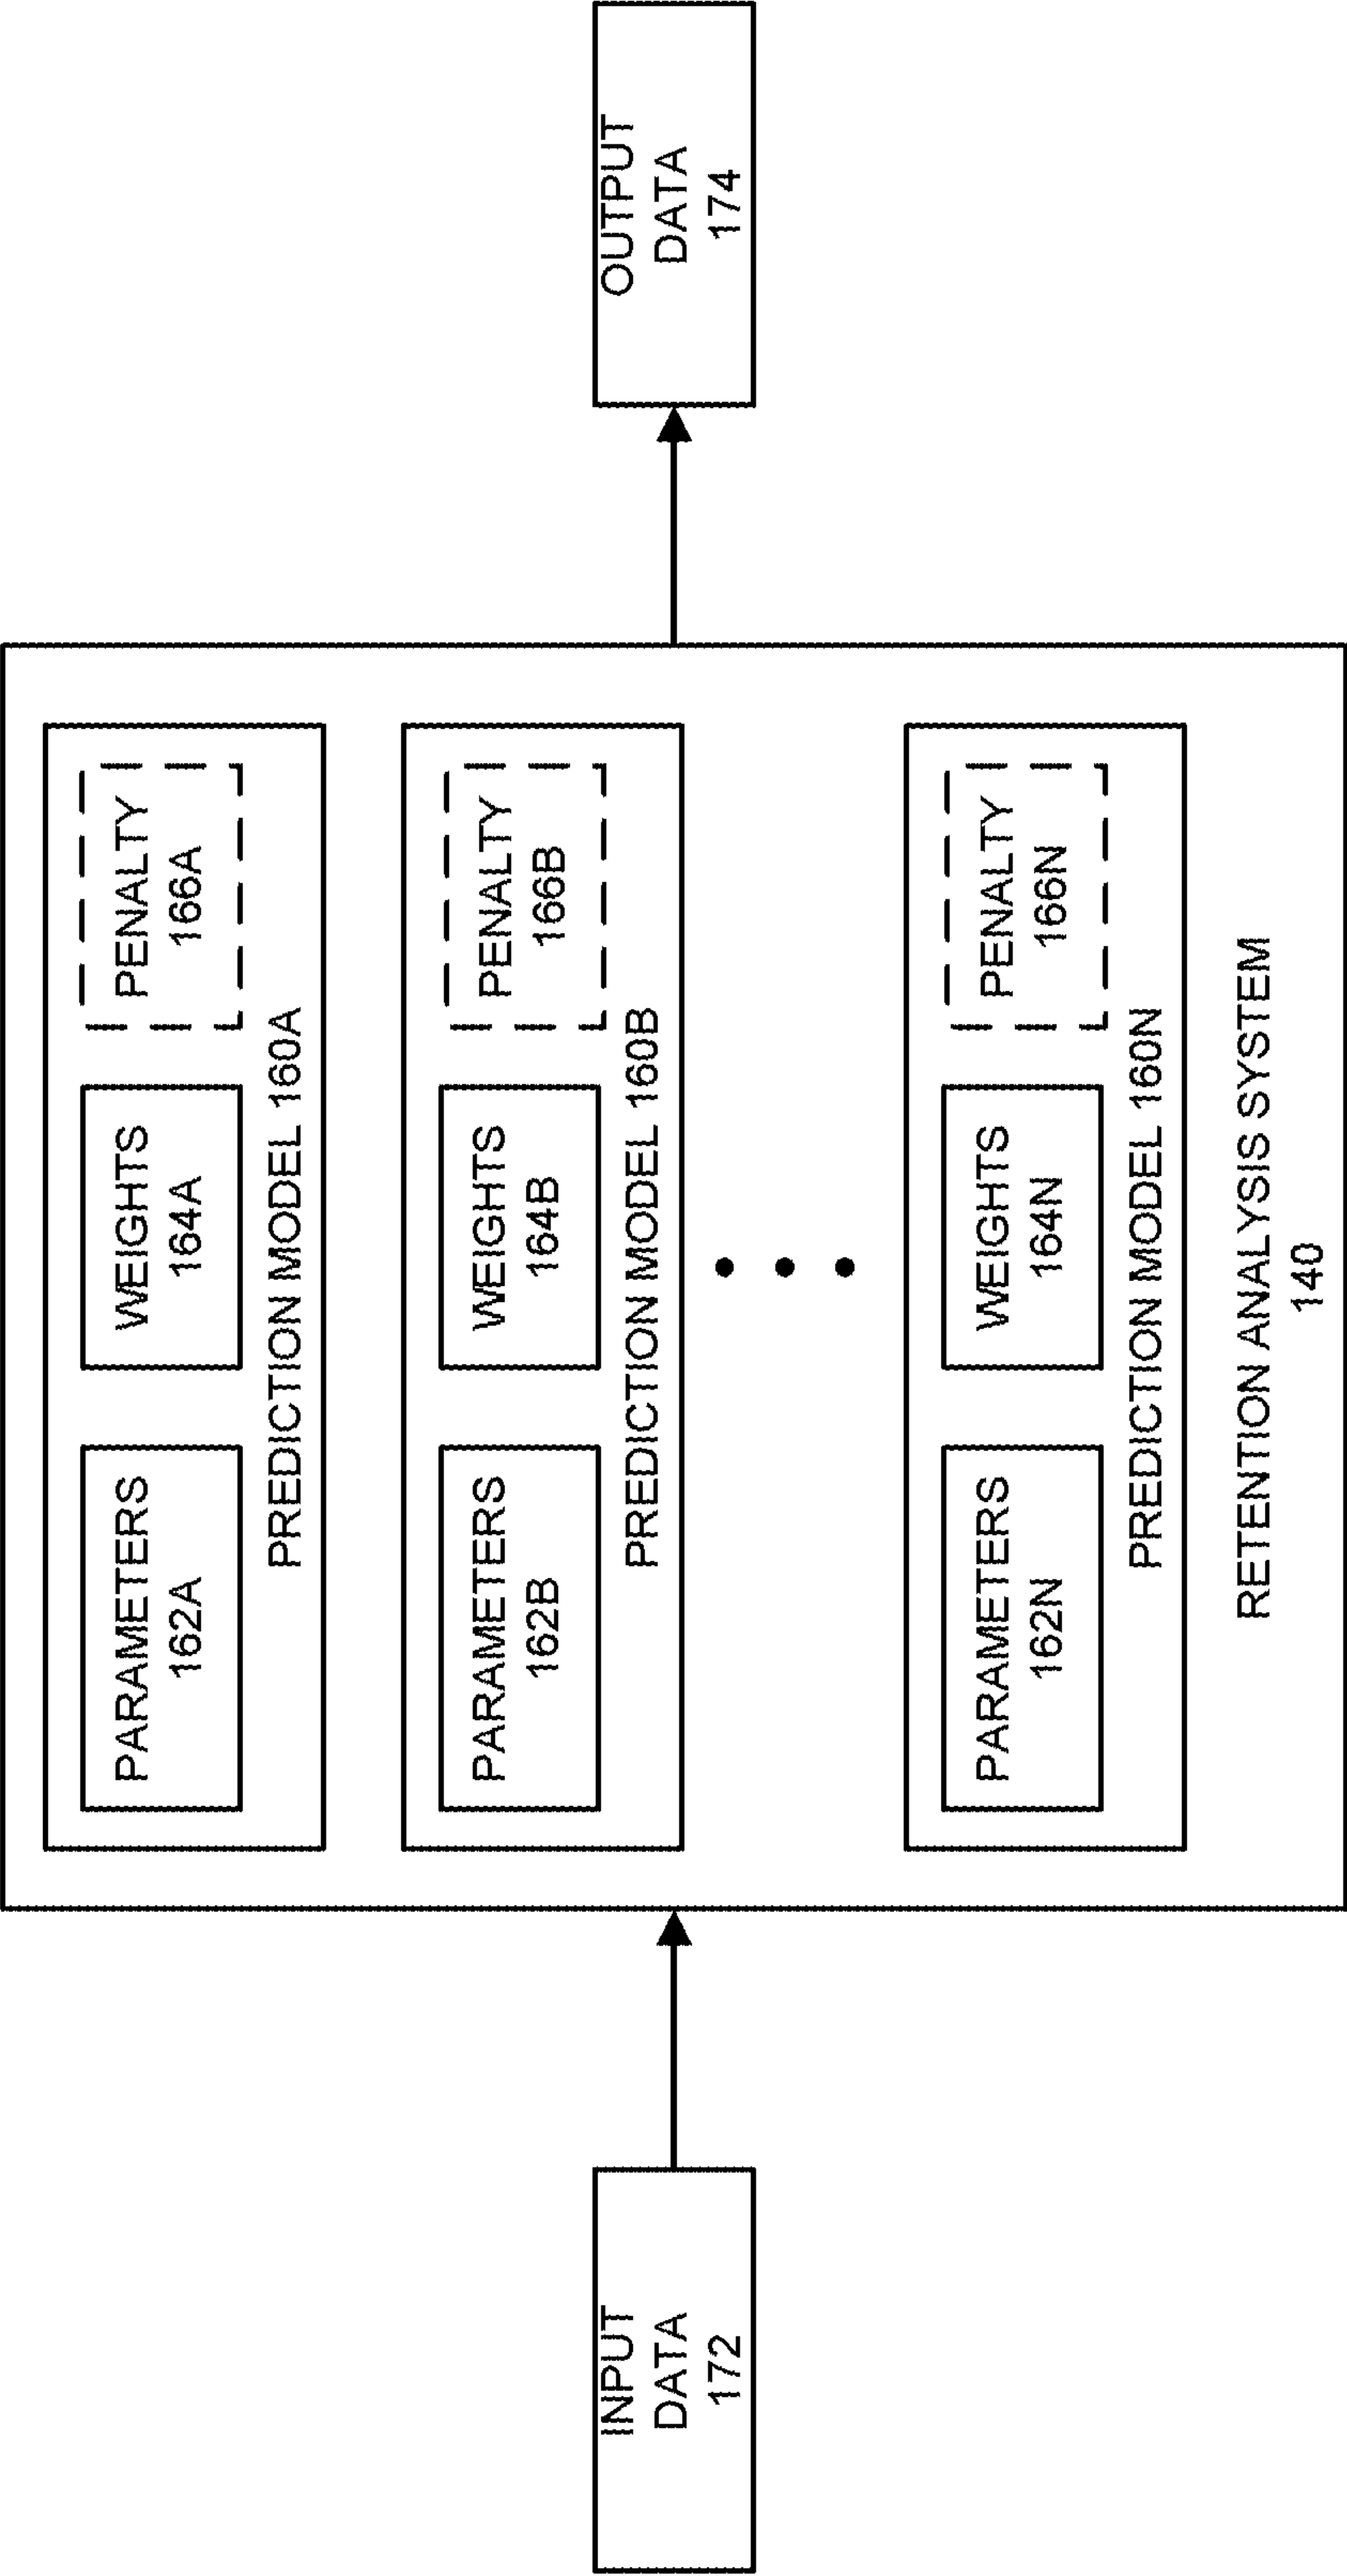 INPUT
DATA
172
PARAMETERS
162A
WEIGHTS
164A
PENALTY
166A
PREDICTION MODEL 160A
PARAMETERS
162B
WEIGHTS
164B
PENALTY
166B
PREDICTION MODEL 160B
PARAMETERS
162N
WEIGHTS
164N
PENALTY
166N
PREDICTION MODEL 160N
RETENTION ANALYSIS SYSTEM
140
OUTPUT
DATA
174